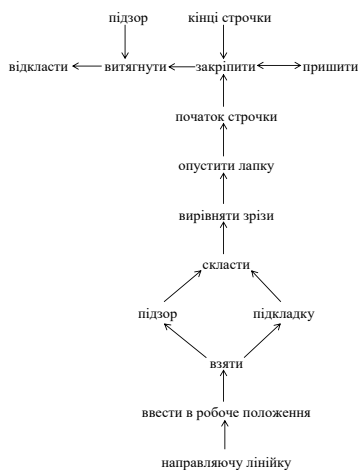 підзор кінці строчки
відкласти витягнути закріпити пришити
початок строчки
опустити лапку
вирівняти зрізи
скласти
підзор підкладку
взяти
ввести в робоче положення
направляючу лінійку